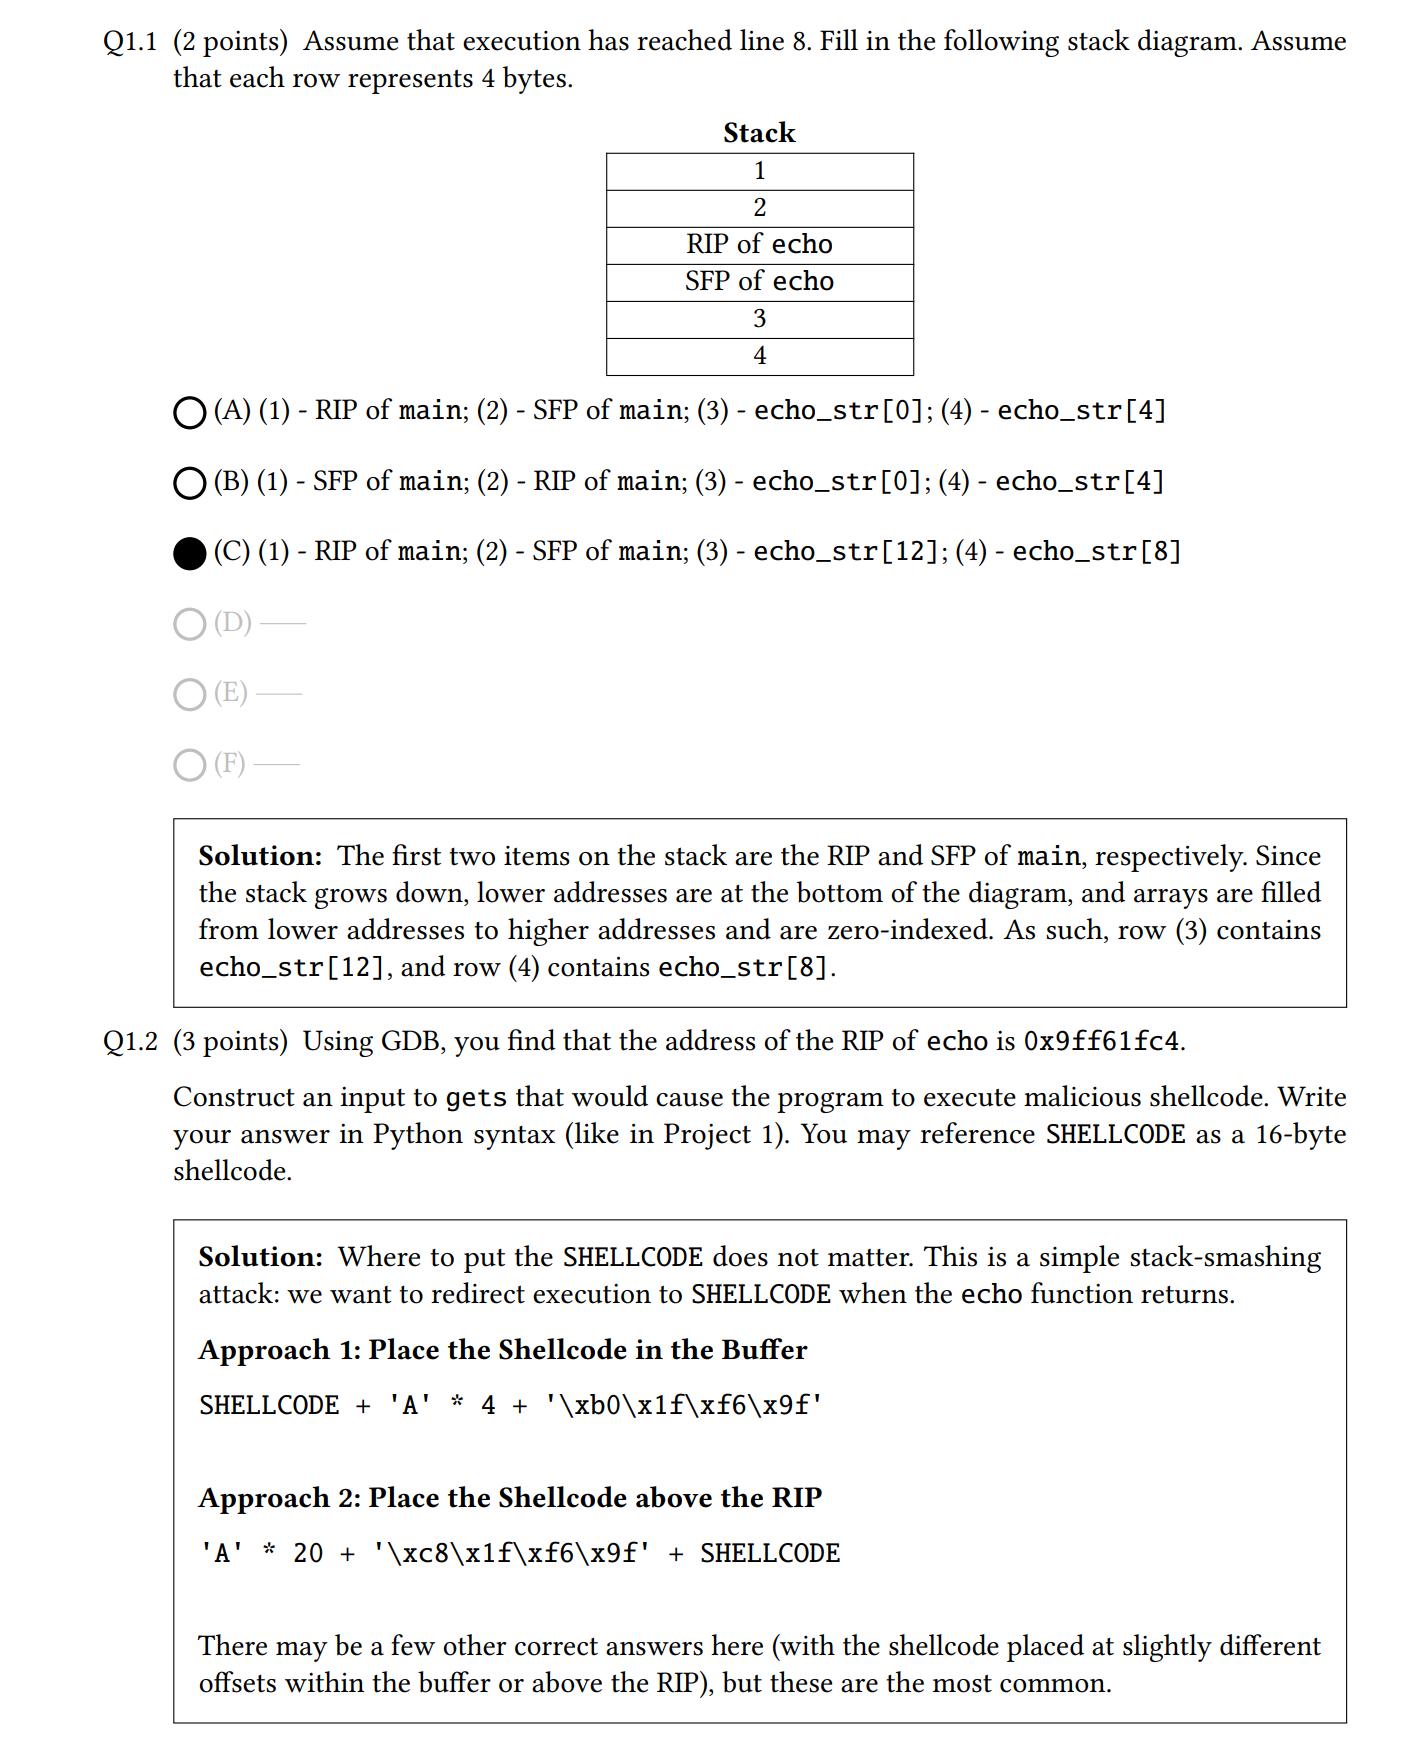 Q1.1 (2 points) Assume that execution has reached line 8. Fill in the following stack diagram. Assume
that each row represents 4 bytes.
Stack
1
2
RIP of echo
SFP of echo
3
4
(A) (1) - RIP of main; (2) - SFP of main; (3) - echo_str[0]; (4) - echo_str[4]
(B) (1) - SFP of main; (2) - RIP of main; (3) - echo_str[0]; (4) - echo_str[4]
(C) (1) - RIP of main; (2) - SFP of main; (3) - echo_str[12]; (4) - echo_str[8]
(D) ——
(E) ——
(F) ——
Solution: The first two items on the stack are the RIP and SFP of main, respectively. Since
the stack grows down, lower addresses are at the bottom of the diagram, and arrays are filled
from lower addresses to higher addresses and are zero-indexed. As such, row (3) contains
echo_str[12], and row (4) contains echo_str[8].
Q1.2 (3 points) Using GDB, you find that the address of the RIP of echo is 0x9ff61fc4.
Construct an input to gets that would cause the program to execute malicious shellcode. Write
your answer in Python syntax (like in Project 1). You may reference SHELLCODE as a 16-byte
shellcode.
Solution: Where to put the SHELLCODE does not matter. This is a simple stack-smashing
attack: we want to redirect execution to SHELLCODE when the echo function returns.
Approach 1: Place the Shellcode in the Buffer
SHELLCODE + 'A' * 4 + '\xb0\x1f\xf6\x9f'
Approach 2: Place the Shellcode above the RIP
'A' * 20 + '\xc8\x1f\xf6\x9f' + SHELLCODE
There may be a few other correct answers here (with the shellcode placed at slightly different
offsets within the buffer or above the RIP), but these are the most common.